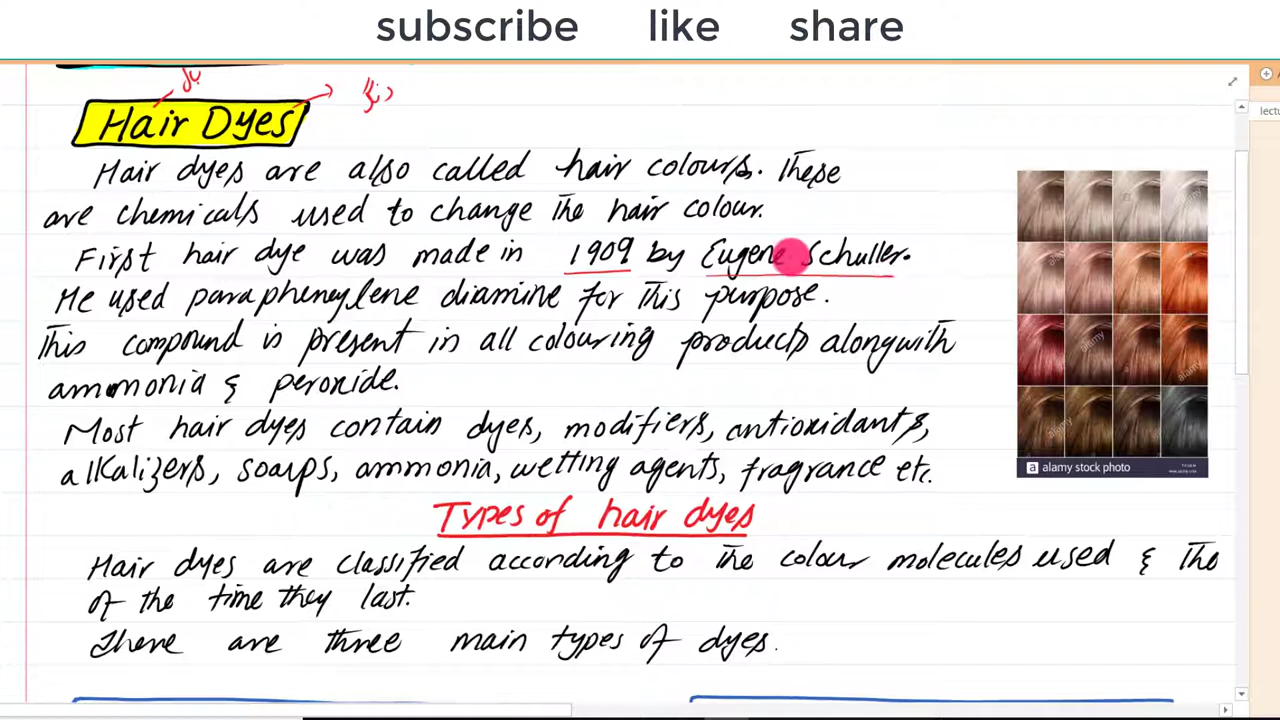 subscribe like share
Hair Dyes
Hair dyes are also called hair colours. These
are chemicals used to change the hair colour.
First hair dye was made in 1909 by Eugene Schuller.
He used parapheneylene diamine for this purpose.
This compound is present in all colouring products alongwith
ammonia & peroxide.
Most hair dyes contain dyes, modifiers, antioxidants,
alkalizers, soaps, ammonia, wetting agents, fragrance etc.
a alamy stock photo
Types of hair dyes
Hair dyes are classified according to the colour molecules used & the
of the time they last.
There are three main types of dyes.
lectu